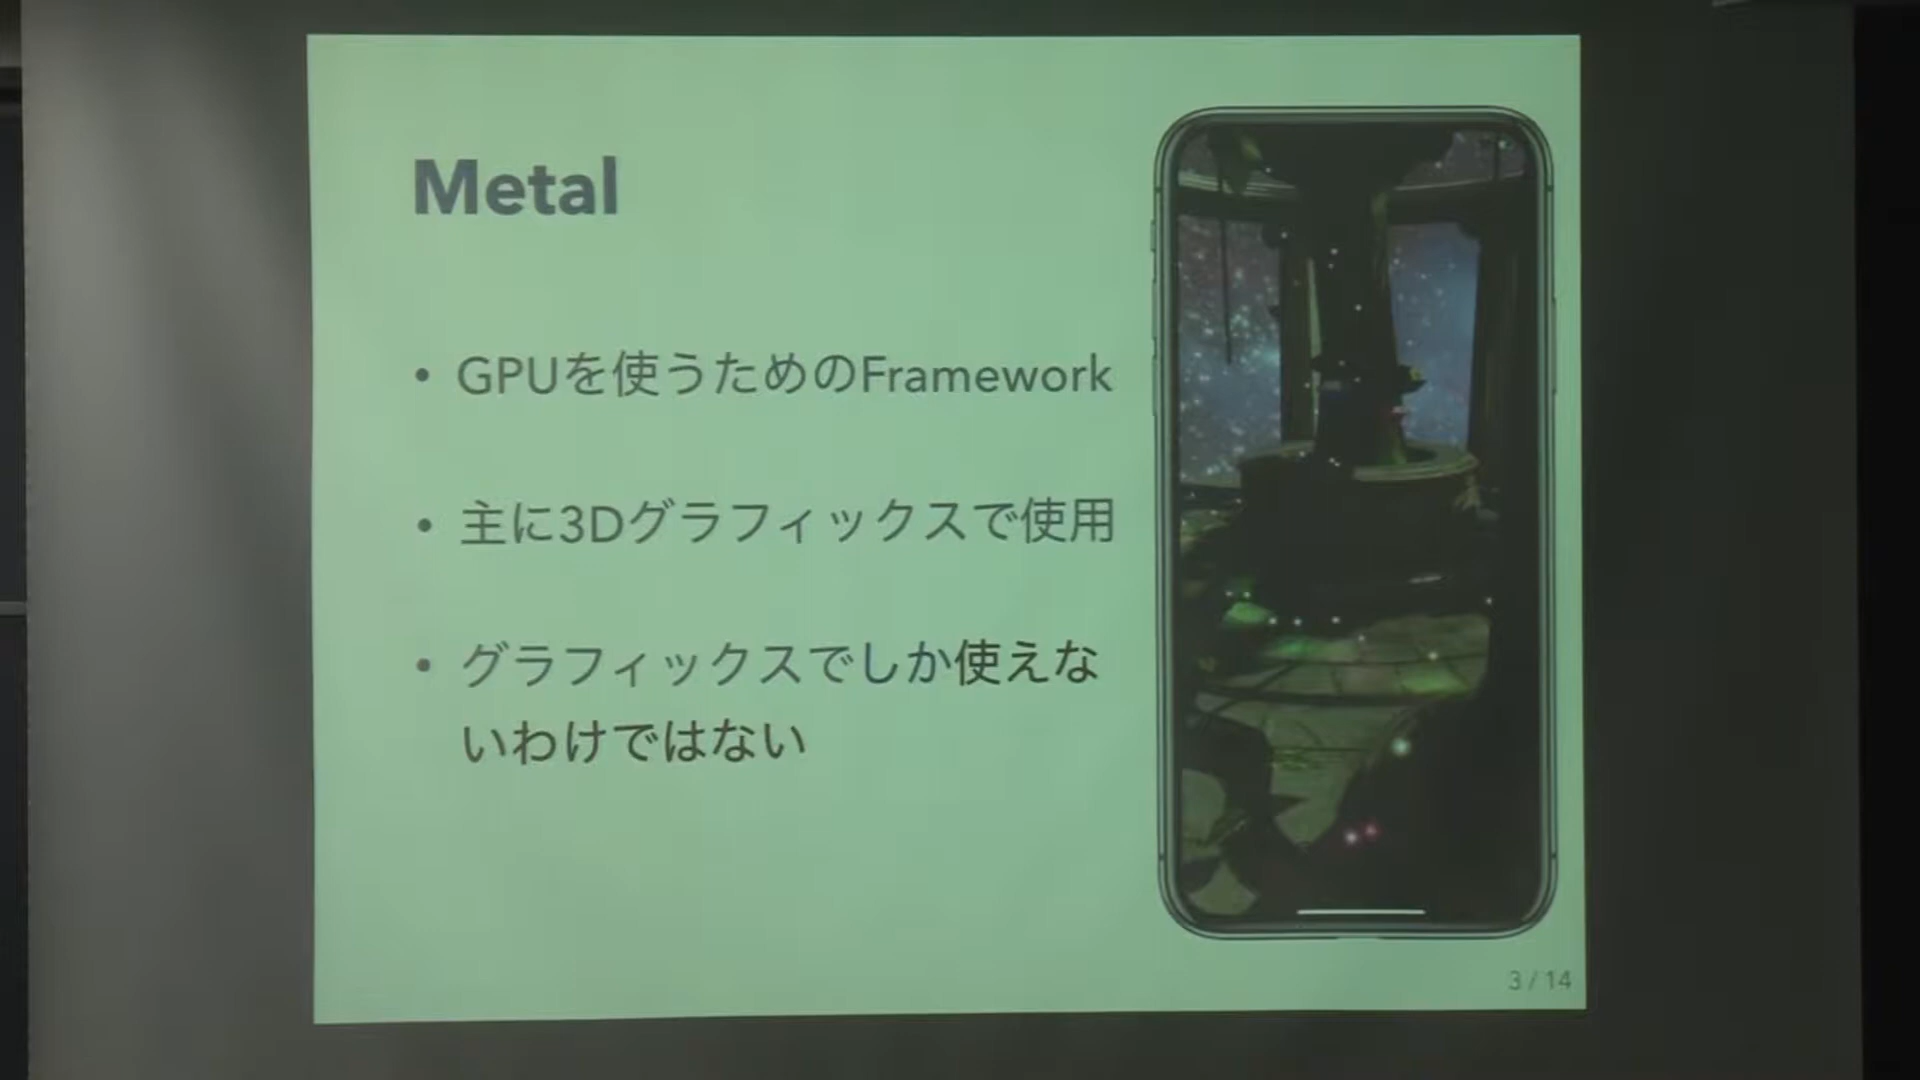 Metal
• GPUを使うためのFramework
• 主に3Dグラフィックスで使用
• グラフィックスでしか使えな
いわけではない
3 / 14